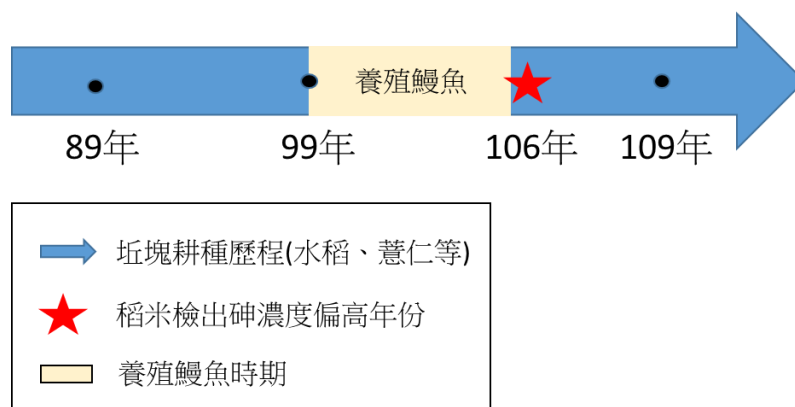 養殖鰻魚
89年
99年
106年
109年
坵塊耕種歷程(水稻、薏仁等)
稻米檢出砷濃度偏高年份
養殖鰻魚時期